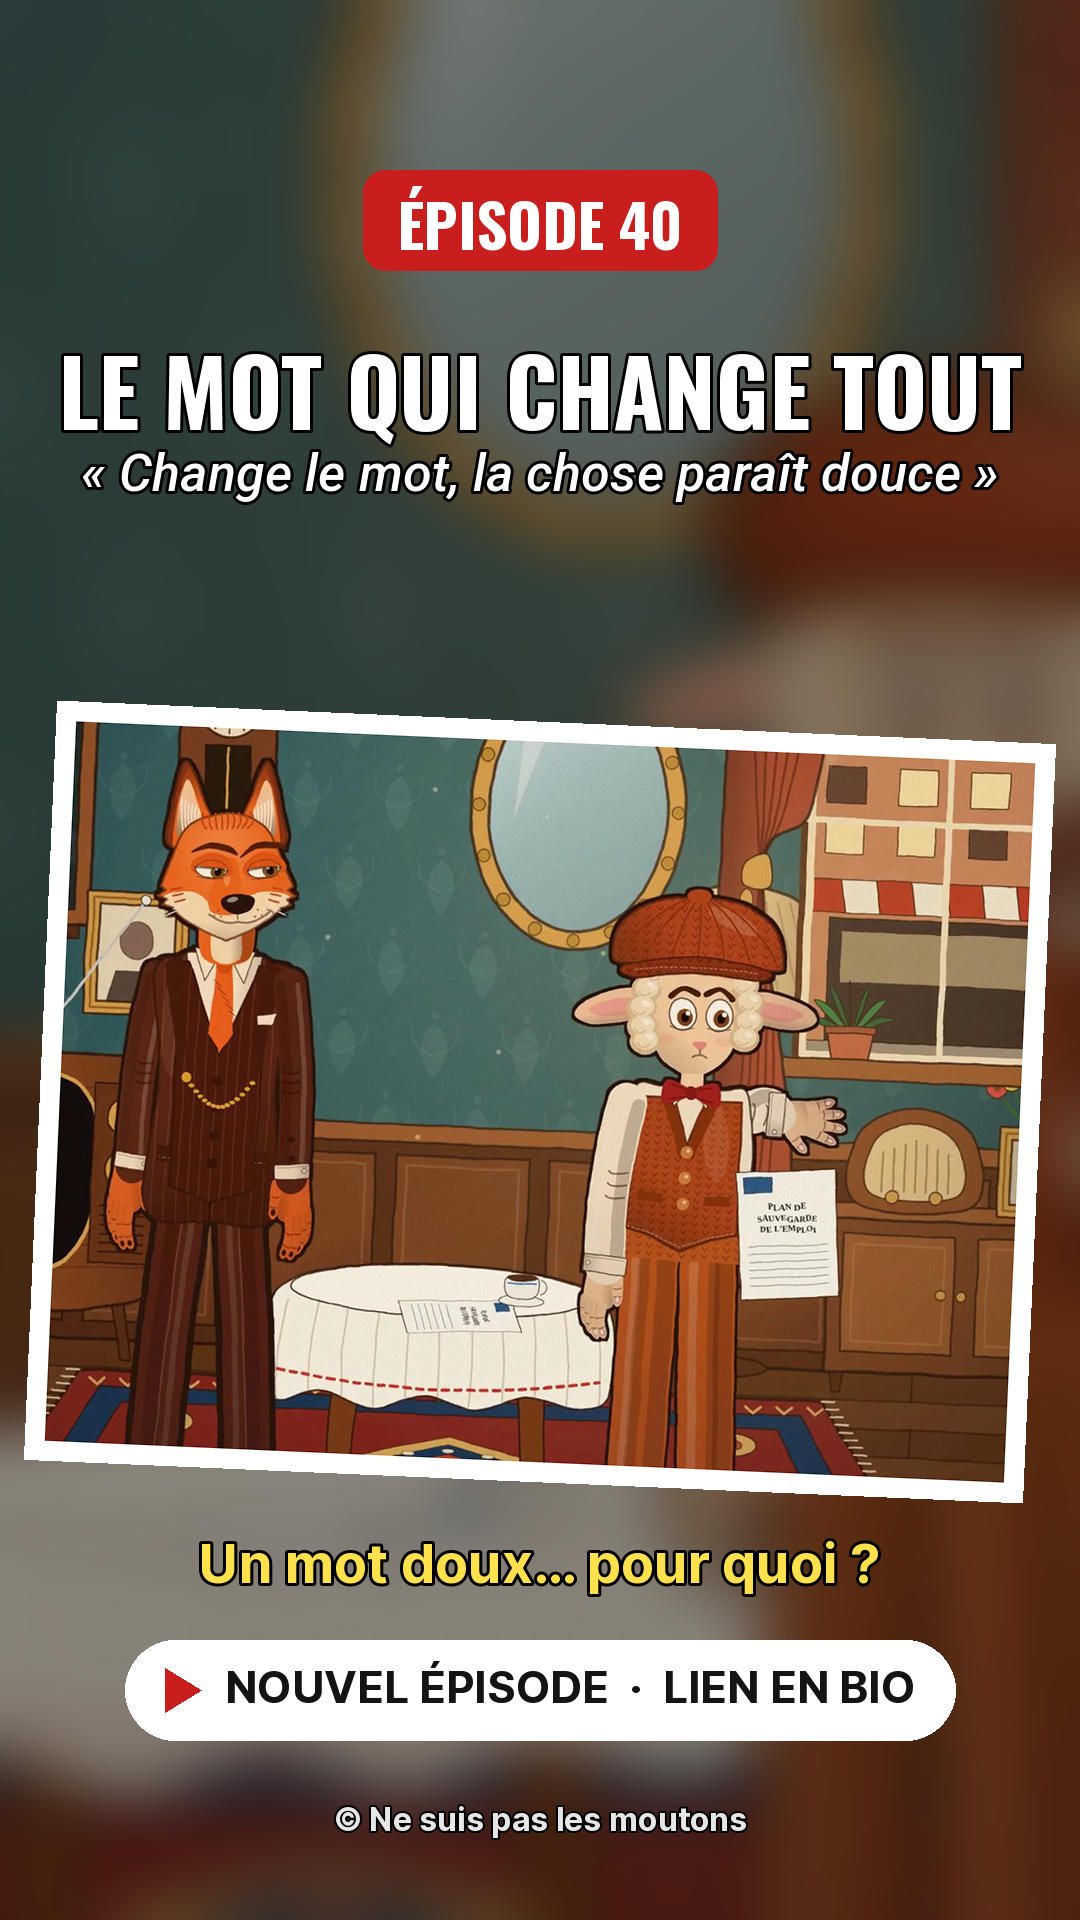 ÉPISODE 40
LE MOT QUI CHANGE TOUT
« Change le mot, la chose paraît douce »
PLAN DE
SAUVEGARDE
DE L'EMPLOI
Un mot doux... pour quoi ?
NOUVEL ÉPISODE · LIEN EN BIO
© Ne suis pas les moutons